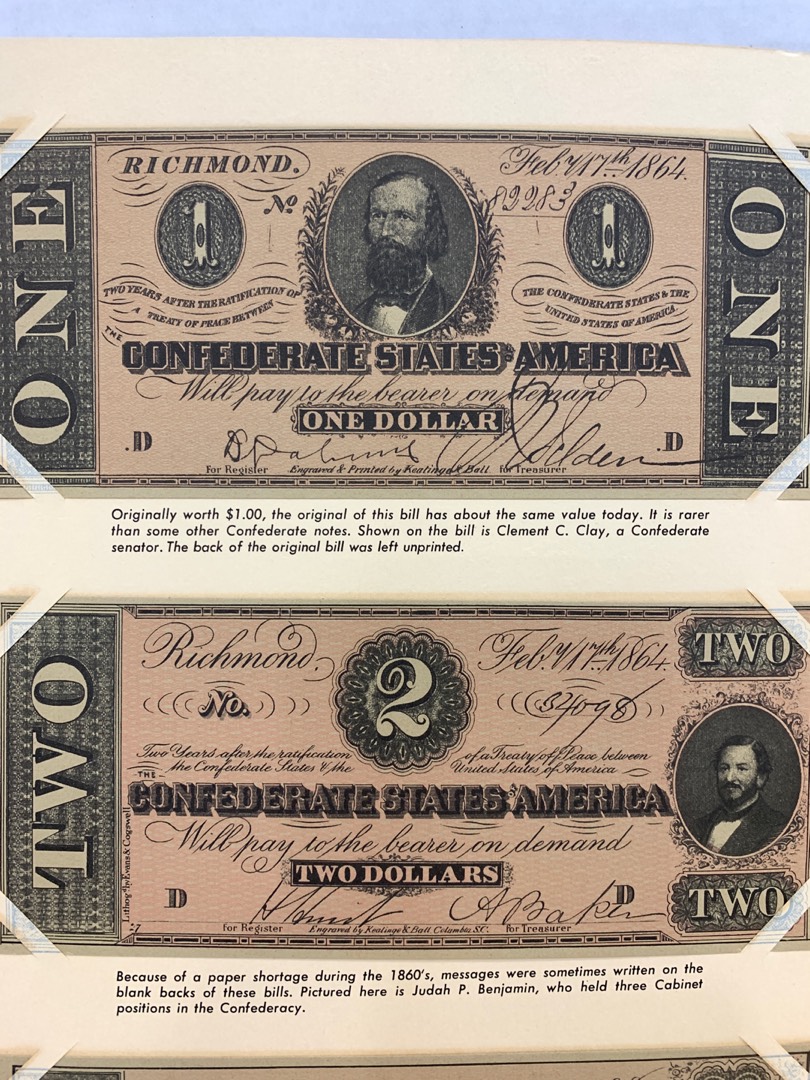 RICHMOND.
Feby 17th 1864.
No 82283
1
1
ONE
ONE
TWO YEARS AFTER THE RATIFICATION OF
A TREATY OF PEACE BETWEEN
THE CONFEDERATE STATES & THE
UNITED STATES OF AMERICA.
THE
CONFEDERATE STATES OF AMERICA
Will pay to the bearer on demand
ONE DOLLAR
.D
.D
For Register
Engraved & Printed by Keatinge & Ball
for Treasurer
Originally worth $1.00, the original of this bill has about the same value today. It is rarer
than some other Confederate notes. Shown on the bill is Clement C. Clay, a Confederate
senator. The back of the original bill was left unprinted.
Richmond,
Feby 17th 1864
TWO
No.
2
TWO
Two Years after the ratification
of a Treaty of Peace between
the Confederate States & the
United States of America
THE
CONFEDERATE STATES OF AMERICA
Will pay to the bearer on demand
TWO DOLLARS
D
D
TWO
A Baker
Lithog'd by Evans & Cogswell
for Register
Engraved by Keatinge & Ball Columbia S.C.
for Treasurer
Because of a paper shortage during the 1860's, messages were sometimes written on the
blank backs of these bills. Pictured here is Judah P. Benjamin, who held three Cabinet
positions in the Confederacy.